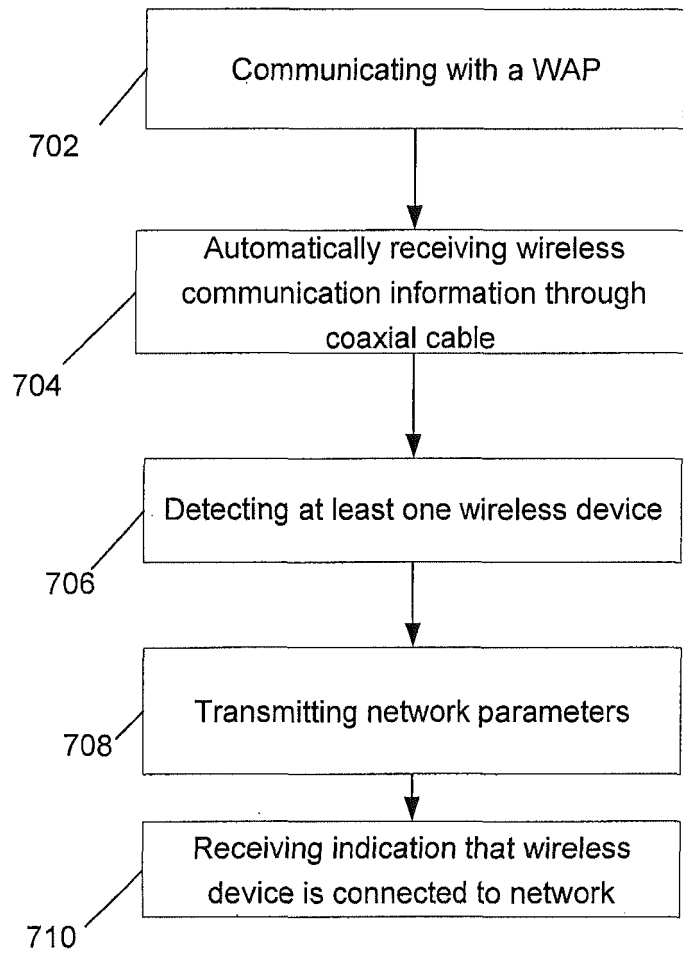 Communicating with a WAP
702
Automatically receiving wireless
communication information through
coaxial cable
704
Detecting at least one wireless device
706
Transmitting network parameters
708
Receiving indication that wireless
device is connected to network
710